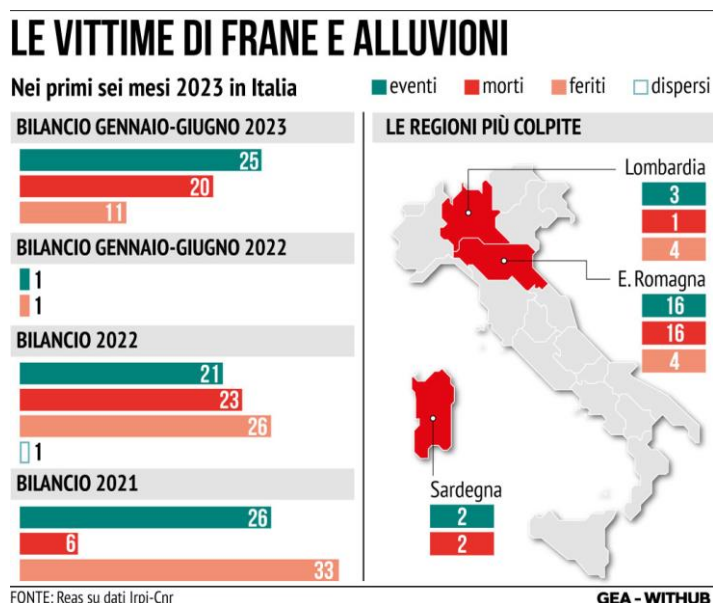 LE VITTIME DI FRANE E ALLUVIONI
Nei primi sei mesi 2023 in Italia
eventi morti feriti dispersi
BILANCIO GENNAIO-GIUGNO 2023
25
20
11
BILANCIO GENNAIO-GIUGNO 2022
1
1
BILANCIO 2022
21
23
26
1
BILANCIO 2021
26
6
33
LE REGIONI PIÙ COLPITE
Lombardia
3
1
4
E. Romagna
16
16
4
Sardegna
2
2
FONTE: Reas su dati Irpi-Cnr
GEA - WITHUB